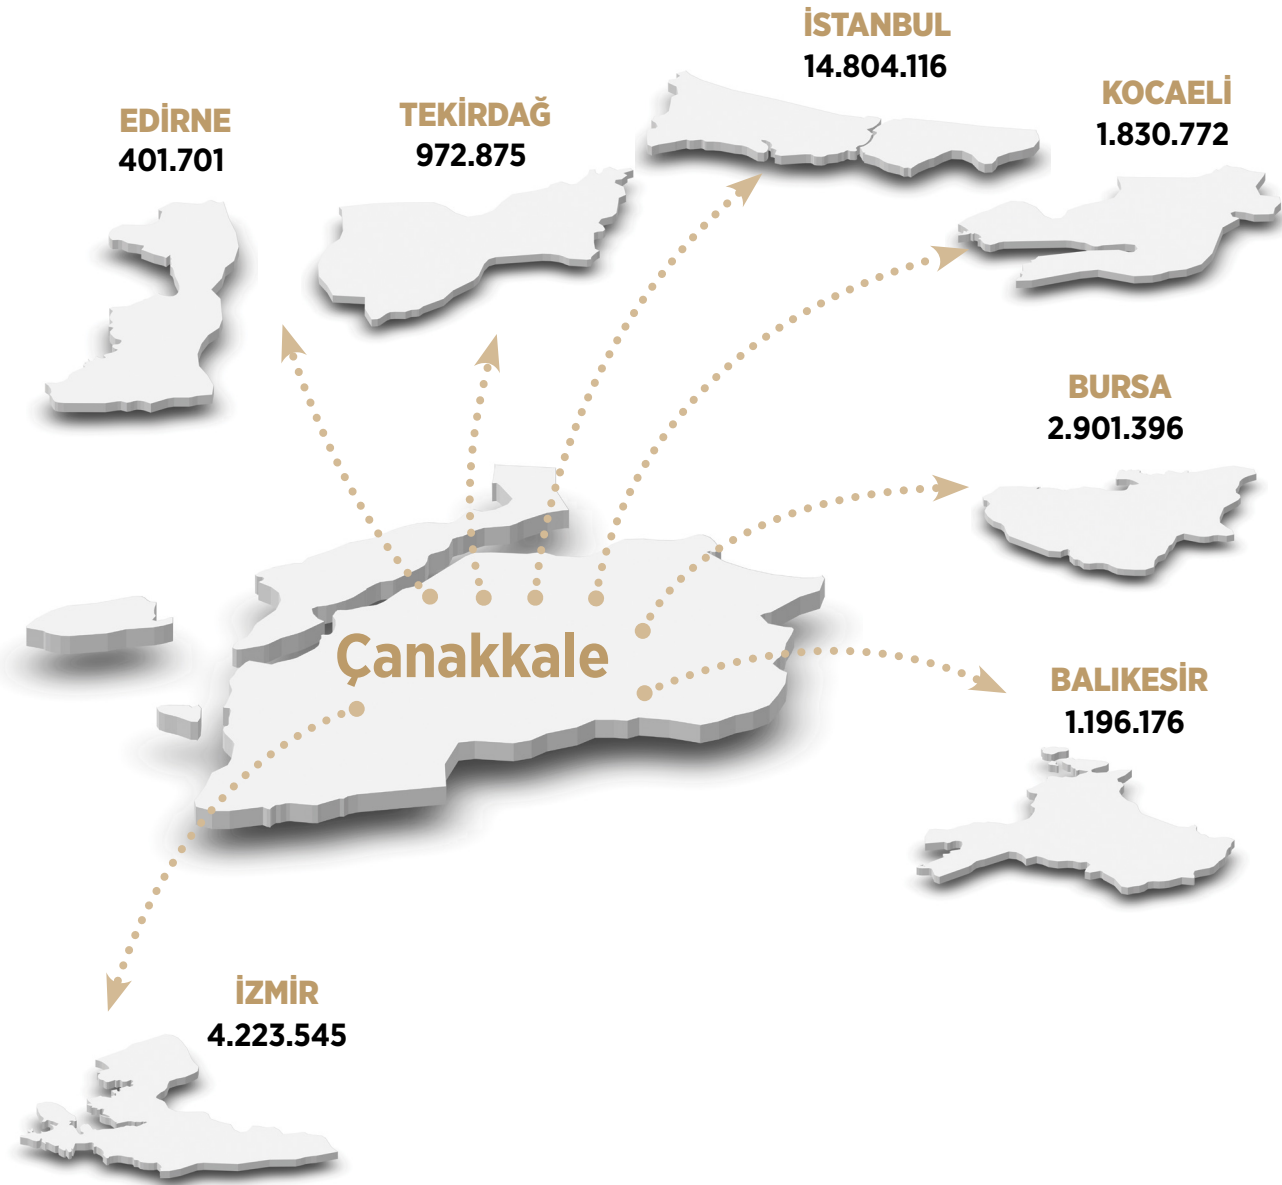 İSTANBUL
14.804.116
KOCAELİ
1.830.772
EDİRNE
401.701
TEKİRDAĞ
972.875
BURSA
2.901.396
Çanakkale
BALIKESİR
1.196.176
İZMİR
4.223.545